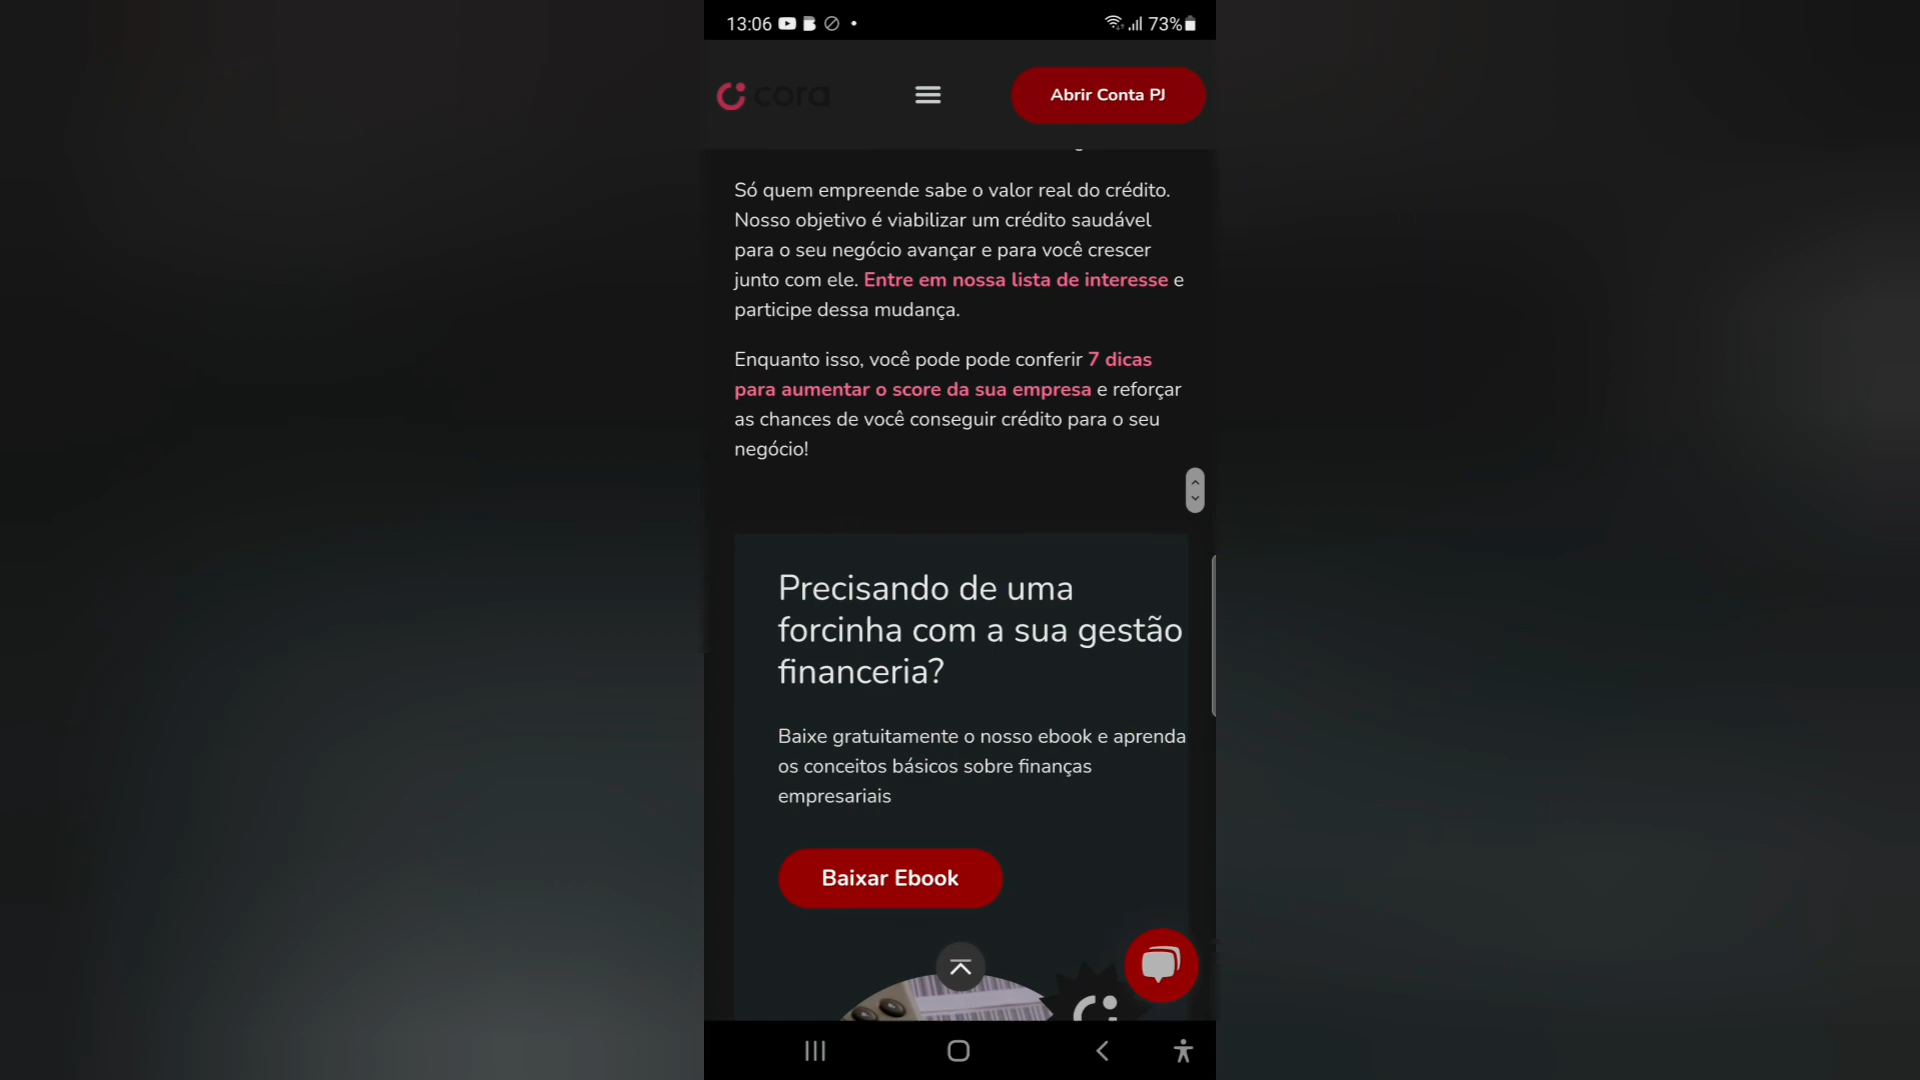 13:06
73%
cora
Abrir Conta PJ
Só quem empreende sabe o valor real do crédito.
Nosso objetivo é viabilizar um crédito saudável
para o seu negócio avançar e para você crescer
junto com ele. Entre em nossa lista de interesse e
participe dessa mudança.
Enquanto isso, você pode pode conferir 7 dicas
para aumentar o score da sua empresa e reforçar
as chances de você conseguir crédito para o seu
negócio!
Precisando de uma
forcinha com a sua gestão
financeria?
Baixe gratuitamente o nosso ebook e aprenda
os conceitos básicos sobre finanças
empresariais
Baixar Ebook